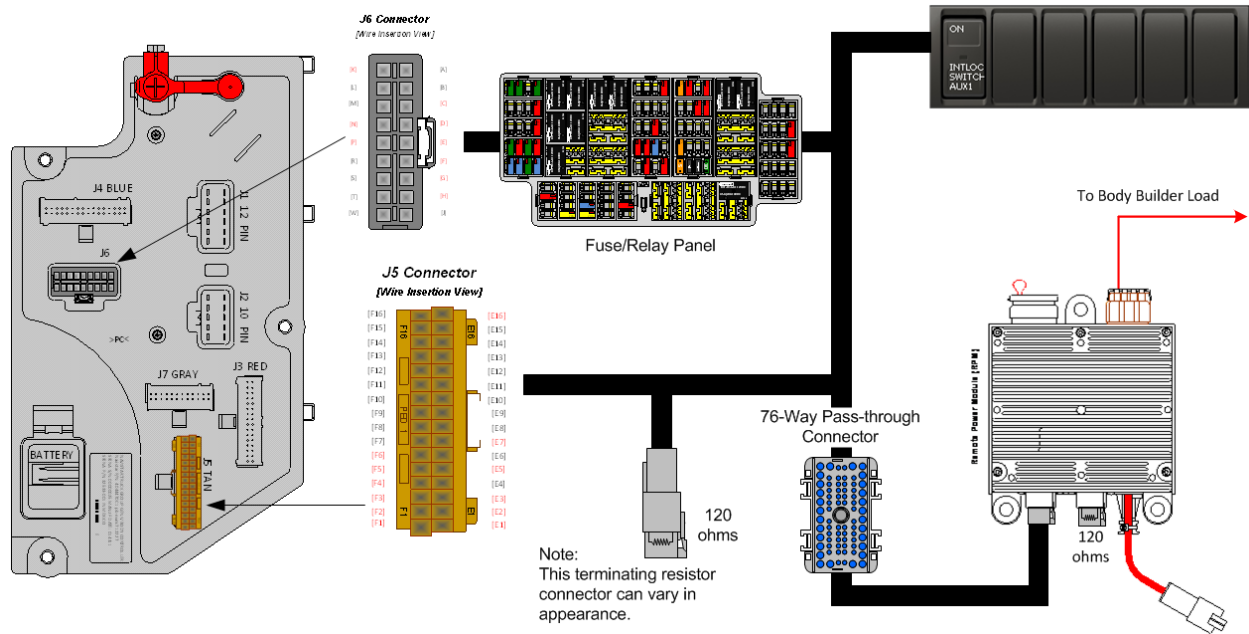 J6 Connector
[Wire Insertion View]
[A]
[L]
[B]
[M]
[C]
[N]
[D]
[P]
[E]
[R]
[F]
[S]
[G]
[T]
[H]
[W]
[J]
Fuse/Relay Panel
ON
INTLOC
SWITCH
AUX1
J4 BLUE
J1 12 PIN
J6
J2 10 PIN
>PC<
J7 GRAY
J3 RED
BATTERY
J5 TAN
J5 Connector
[Wire Insertion View]
[F16]
[E16]
[F15]
[E15]
[F14]
[E14]
[F13]
[E13]
[F12]
[E12]
[F11]
[E11]
[F10]
[E10]
[F9]
[E9]
[F8]
[E8]
[F7]
[E7]
[F6]
[E6]
[F5]
[E5]
[F4]
[E4]
[F3]
[E3]
[F2]
[E2]
[F1]
[E1]
F16
E16
PED 1
F1
E1
120
ohms
Note:
This terminating resistor
connector can vary in
appearance.
76-Way Pass-through
Connector
To Body Builder Load
Remote Power Module [RPM]
120
ohms